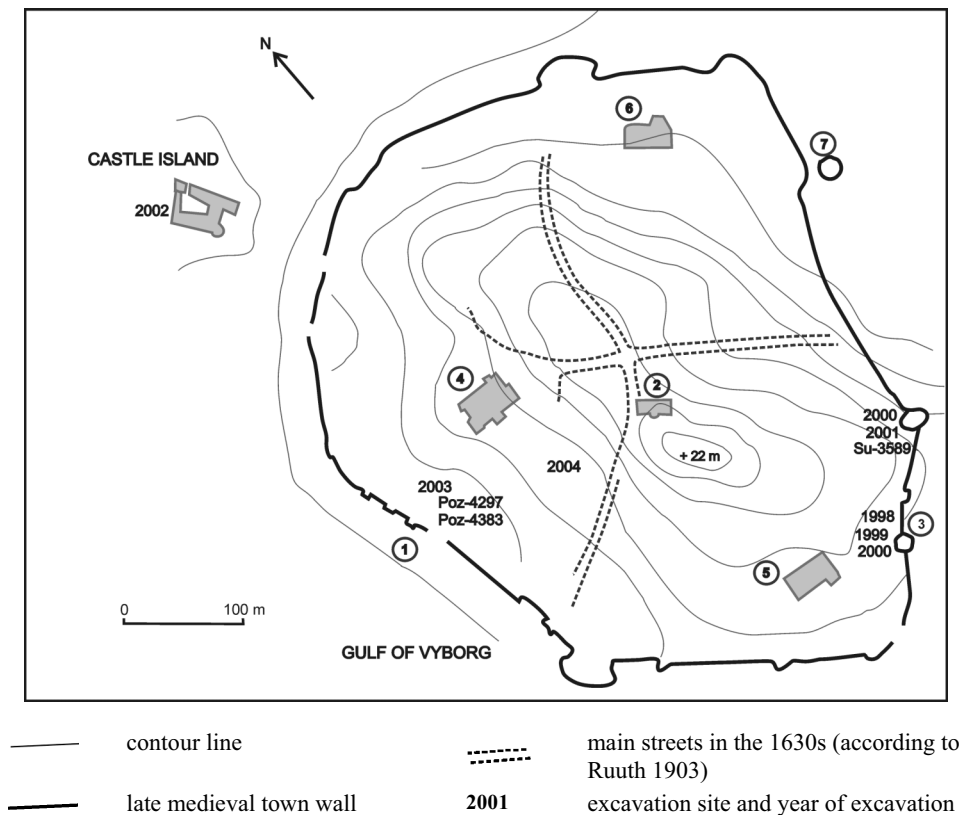 N
6
7
CASTLE ISLAND
2002
4
2
2000
2001
Su-3589
+ 22 m
2004
2003
Poz-4297
Poz-4383
1998
1999
2000
3
1
5
0 100 m
GULF OF VYBORG
contour line
main streets in the 1630s (according to
Ruuth 1903)
late medieval town wall
2001 excavation site and year of excavation